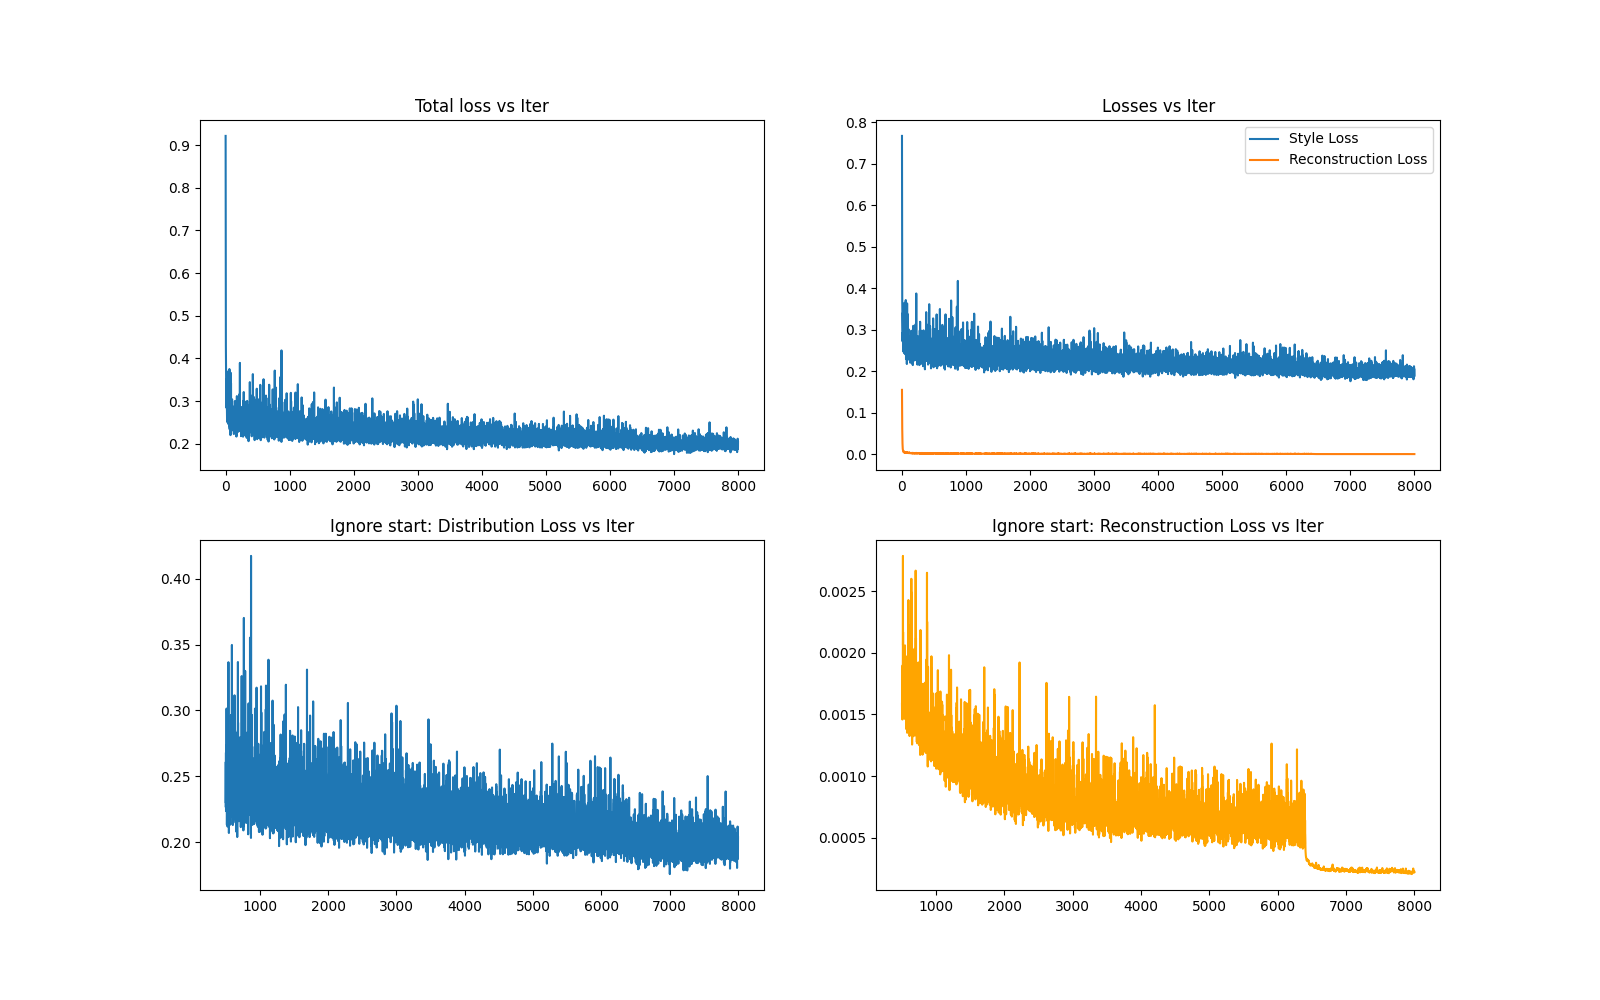 Total loss vs Iter
0.9
0.8
0.7
0.6
0.5
0.4
0.3
0.2
0 1000 2000 3000 4000 5000 6000 7000 8000
Losses vs Iter
Style Loss
Reconstruction Loss
0.8
0.7
0.6
0.5
0.4
0.3
0.2
0.1
0.0
0 1000 2000 3000 4000 5000 6000 7000 8000
Ignore start: Distribution Loss vs Iter
0.40
0.35
0.30
0.25
0.20
1000 2000 3000 4000 5000 6000 7000 8000
Ignore start: Reconstruction Loss vs Iter
0.0025
0.0020
0.0015
0.0010
0.0005
1000 2000 3000 4000 5000 6000 7000 8000